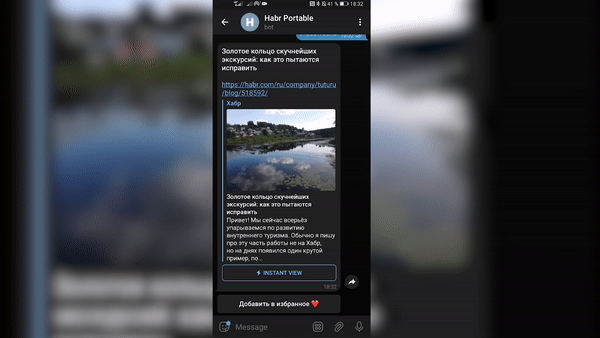 41 % 18:32
Habr Portable
bot
Золотое кольцо скучнейших
экскурсий: как это пытаются
исправить
https://habr.com/ru/company/tuturu
/blog/518592/
Хабр
Золотое кольцо скучнейших
экскурсий: как это пытаются
исправить
Привет! Мы сейчас всерьёз
упарываемся по развитию
внутреннего туризма. Обычно я пишу
про эту часть работы не на Хабр,
но на днях появился один крутой
пример, по...
INSTANT VIEW
18:32
Добавить в избранное ❤️
Message